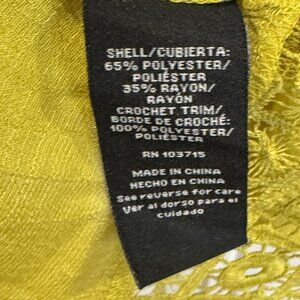 SHELL/CUBIERTA:
65% POLYESTER/
POLIÉSTER
35% RAYON/
RAYÓN
CROCHET TRIM/
BORDE DE CROCHÉ:
100% POLYESTER/
POLIÉSTER
RN 103715
MADE IN CHINA
HECHO EN CHINA
See reverse for care
Ver al dorso para el
cuidado